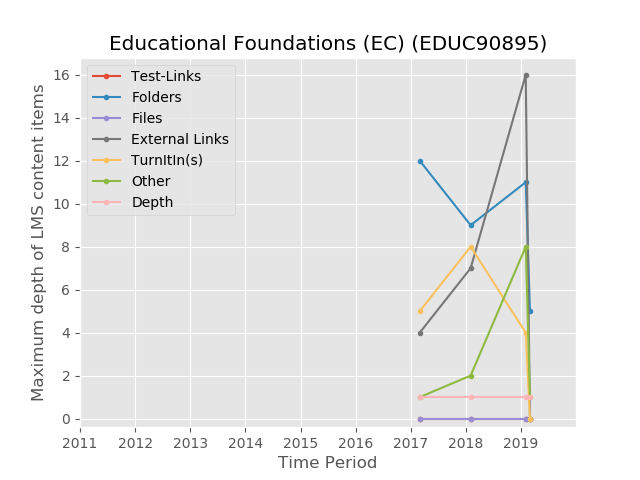 Educational Foundations (EC) (EDUC90895)
Maximum depth of LMS content items
16
14
12
10
8
6
4
2
0
Test-Links
Folders
Files
External Links
TurnItIn(s)
Other
Depth
2011 2012 2013 2014 2015 2016 2017 2018 2019
Time Period